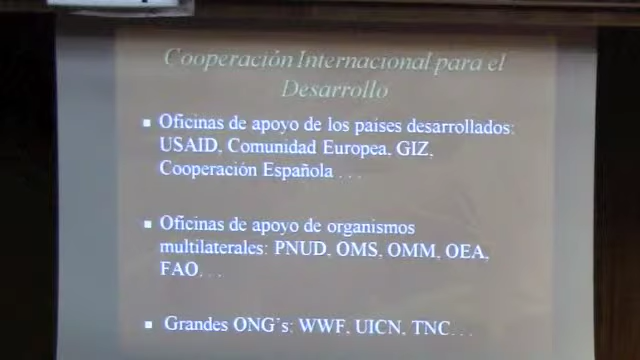 Cooperación Internacional para el
Desarrollo
▪ Oficinas de apoyo de los países desarrollados:
USAID, Comunidad Europea, GIZ,
Cooperación Española . . .
▪ Oficinas de apoyo de organismos
multilaterales: PNUD, OMS, OMM, OEA,
FAO. . .
▪ Grandes ONG´s: WWF, UICN, TNC. . .